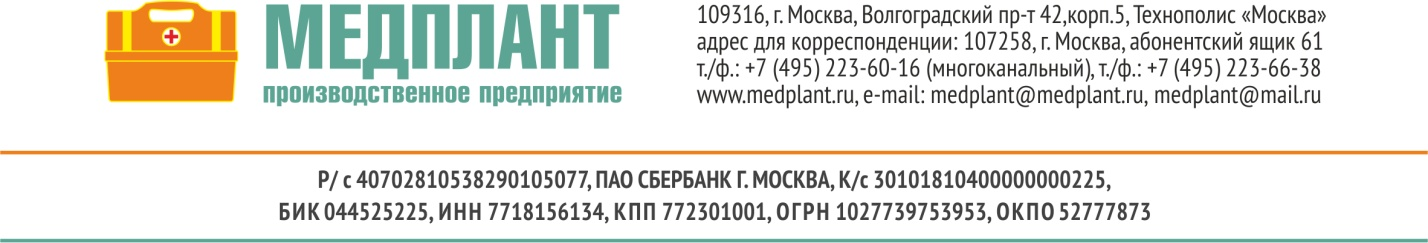 МЕДПЛАНТ
производственное предприятие
109316, г. Москва, Волгоградский пр-т 42,корп.5, Технополис «Москва»
адрес для корреспонденции: 107258, г. Москва, абонентский ящик 61
т./ф.: +7 (495) 223-60-16 (многоканальный), т./ф.: +7 (495) 223-66-38
www.medplant.ru, e-mail: medplant@medplant.ru, medplant@mail.ru
Р/ с 40702810538290105077, ПАО СБЕРБАНК Г. МОСКВА, К/с 30101810400000000225,
БИК 044525225, ИНН 7718156134, КПП 772301001, ОГРН 1027739753953, ОКПО 52777873